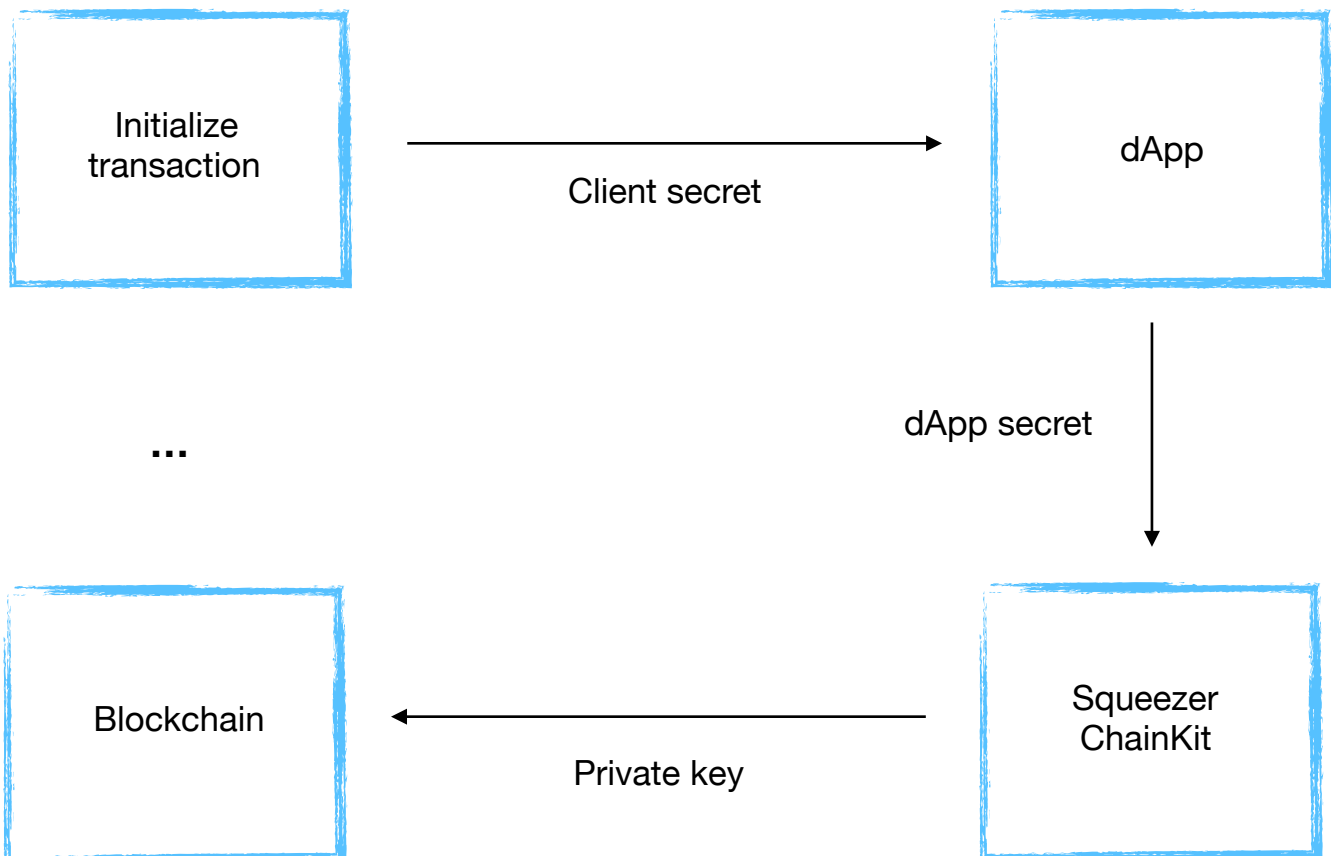 Initialize
transaction
Client secret
dApp
dApp secret
...
Squeezer
ChainKit
Private key
Blockchain